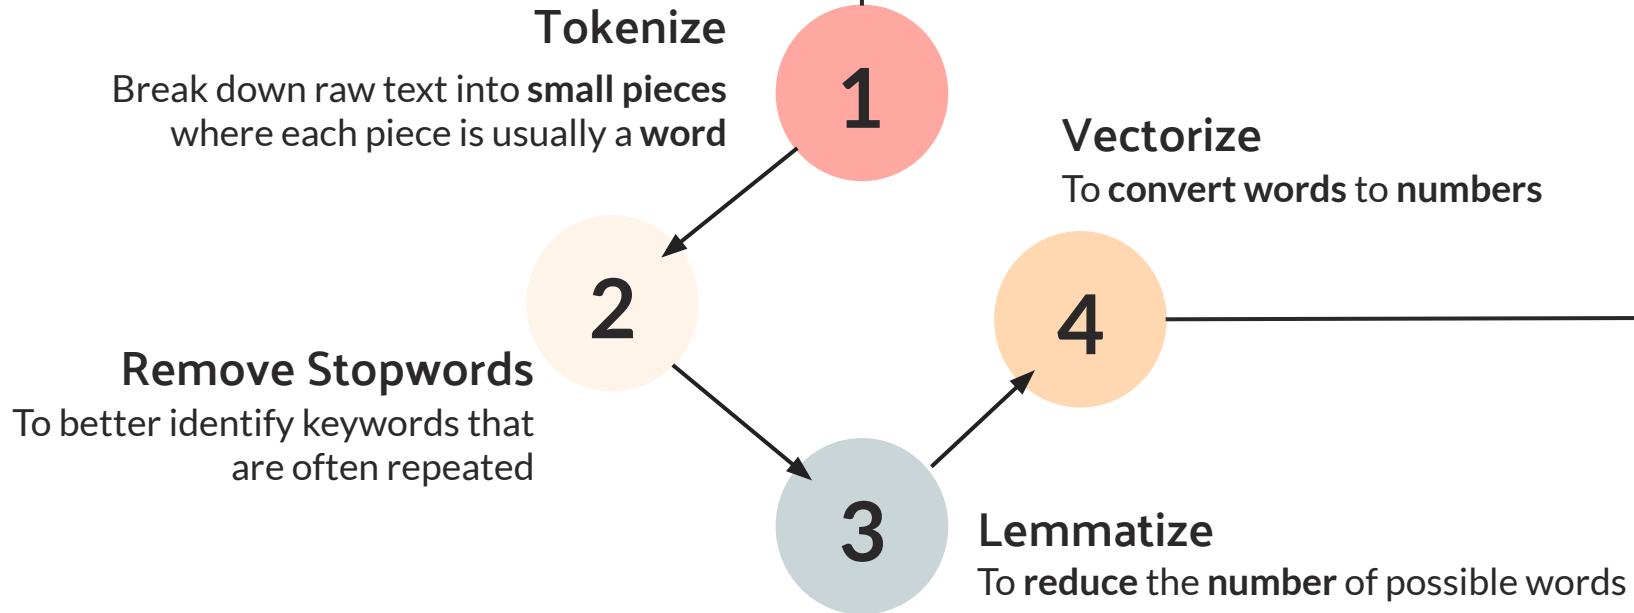 Tokenize
Break down raw text into small pieces
where each piece is usually a word
1
2
Remove Stopwords
To better identify keywords that
are often repeated
3
Lemmatize
To reduce the number of possible words
Vectorize
To convert words to numbers
4